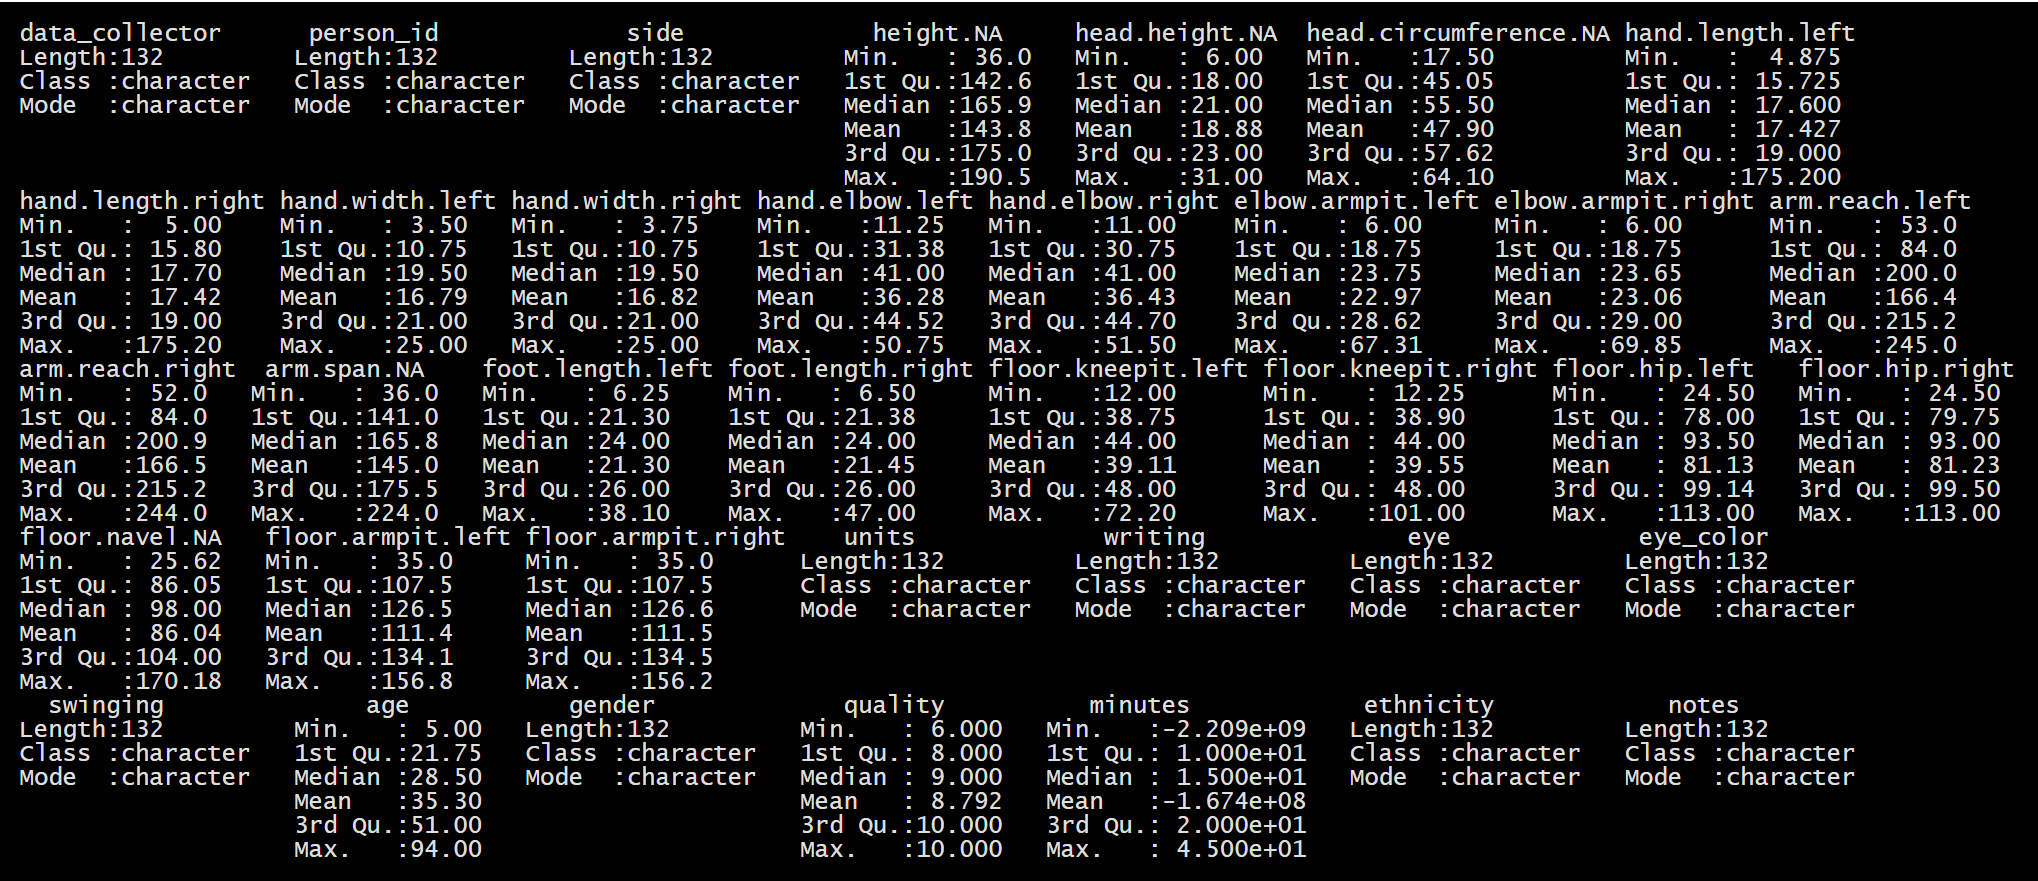 data_collector person_id side height.NA head.height.NA head.circumference.NA hand.length.left
Length:132 Length:132 Length:132 Min. : 36.0 Min. : 6.00 Min. :17.50 Min. : 4.875
Class :character Class :character Class :character 1st Qu.:142.6 1st Qu.:18.00 1st Qu.:45.05 1st Qu.: 15.725
Mode :character Mode :character Mode :character Median :165.9 Median :21.00 Median :55.50 Median : 17.600
Mean :143.8 Mean :18.88 Mean :47.90 Mean : 17.427
3rd Qu.:175.0 3rd Qu.:23.00 3rd Qu.:57.62 3rd Qu.: 19.000
Max. :190.5 Max. :31.00 Max. :64.10 Max. :175.200
hand.length.right hand.width.left hand.width.right hand.elbow.left hand.elbow.right elbow.armpit.left elbow.armpit.right arm.reach.left
Min. : 5.00 Min. : 3.50 Min. : 3.75 Min. :11.25 Min. :11.00 Min. : 6.00 Min. : 6.00 Min. : 53.0
1st Qu.: 15.80 1st Qu.:10.75 1st Qu.:10.75 1st Qu.:31.38 1st Qu.:30.75 1st Qu.:18.75 1st Qu.:18.75 1st Qu.: 84.0
Median : 17.70 Median :19.50 Median :19.50 Median :41.00 Median :41.00 Median :23.75 Median :23.65 Median :200.0
Mean : 17.42 Mean :16.79 Mean :16.82 Mean :36.28 Mean :36.43 Mean :22.97 Mean :23.06 Mean :166.4
3rd Qu.: 19.00 3rd Qu.:21.00 3rd Qu.:21.00 3rd Qu.:44.52 3rd Qu.:44.70 3rd Qu.:28.62 3rd Qu.:29.00 3rd Qu.:215.2
Max. :175.20 Max. :25.00 Max. :25.00 Max. :50.75 Max. :51.50 Max. :67.31 Max. :69.85 Max. :245.0
arm.reach.right arm.span.NA foot.length.left foot.length.right floor.kneepit.left floor.kneepit.right floor.hip.left floor.hip.right
Min. : 52.0 Min. : 36.0 Min. : 6.25 Min. : 6.50 Min. :12.00 Min. : 12.25 Min. : 24.50 Min. : 24.50
1st Qu.: 84.0 1st Qu.:141.0 1st Qu.:21.30 1st Qu.:21.38 1st Qu.:38.75 1st Qu.: 38.90 1st Qu.: 78.00 1st Qu.: 79.75
Median :200.9 Median :165.8 Median :24.00 Median :24.00 Median :44.00 Median : 44.00 Median : 93.50 Median : 93.00
Mean :166.5 Mean :145.0 Mean :21.30 Mean :21.45 Mean :39.11 Mean : 39.55 Mean : 81.13 Mean : 81.23
3rd Qu.:215.2 3rd Qu.:175.5 3rd Qu.:26.00 3rd Qu.:26.00 3rd Qu.:48.00 3rd Qu.: 48.00 3rd Qu.: 99.14 3rd Qu.: 99.50
Max. :244.0 Max. :224.0 Max. :38.10 Max. :47.00 Max. :72.20 Max. :101.00 Max. :113.00 Max. :113.00
floor.navel.NA floor.armpit.left floor.armpit.right units writing eye eye_color
Min. : 25.62 Min. : 35.0 Min. : 35.0 Length:132 Length:132 Length:132 Length:132
1st Qu.: 86.05 1st Qu.:107.5 1st Qu.:107.5 Class :character Class :character Class :character Class :character
Median : 98.00 Median :126.5 Median :126.6 Mode :character Mode :character Mode :character Mode :character
Mean : 86.04 Mean :111.4 Mean :111.5
3rd Qu.:104.00 3rd Qu.:134.1 3rd Qu.:134.5
Max. :170.18 Max. :156.8 Max. :156.2
swinging age gender quality minutes ethnicity notes
Length:132 Min. : 5.00 Length:132 Min. : 6.000 Min. :-2.209e+09 Length:132 Length:132
Class :character 1st Qu.:21.75 Class :character 1st Qu.: 8.000 1st Qu.: 1.000e+01 Class :character Class :character
Mode :character Median :28.50 Mode :character Median : 9.000 Median : 1.500e+01 Mode :character Mode :character
Mean :35.30 Mean : 8.792 Mean :-1.674e+08
3rd Qu.:51.00 3rd Qu.:10.000 3rd Qu.: 2.000e+01
Max. :94.00 Max. :10.000 Max. : 4.500e+01